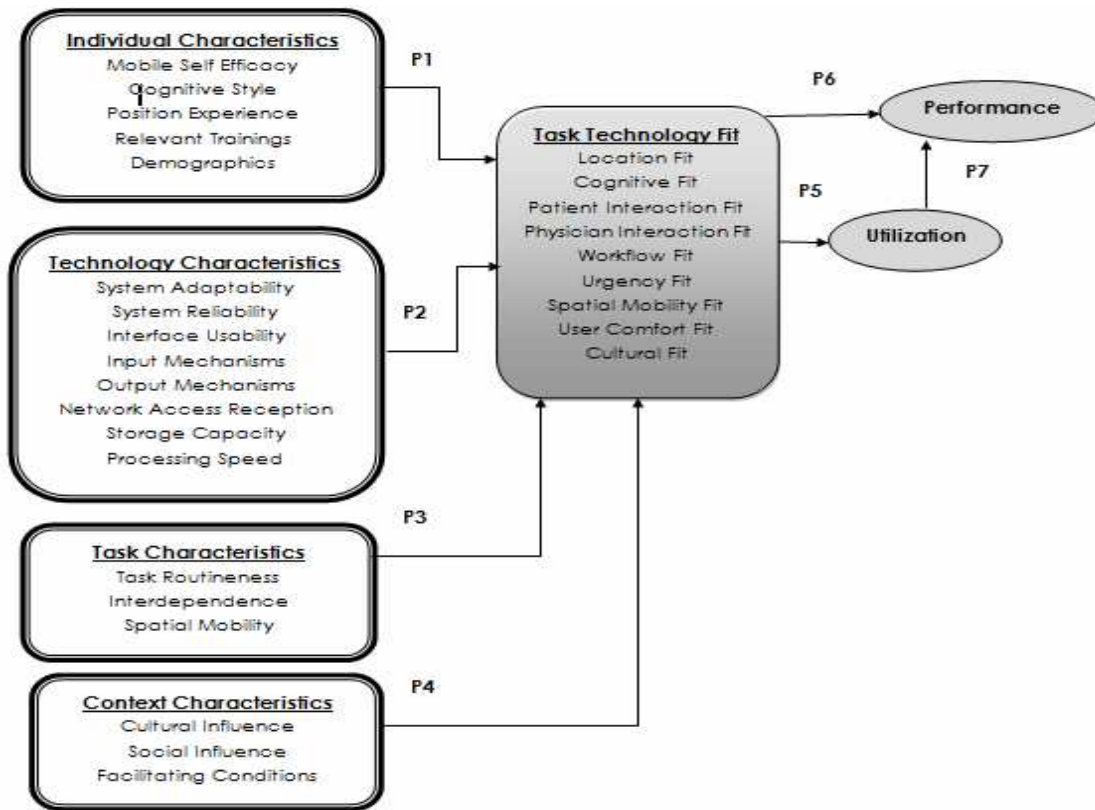 Individual Characteristics
Mobile Self Efficacy
Cognitive Style
Position Experience
Relevant Trainings
Demographics
P1
Technology Characteristics
System Adaptability
System Reliability
Interface Usability
Input Mechanisms
Output Mechanisms
Network Access Reception
Storage Capacity
Processing Speed
P2
Task Characteristics
Task Routineness
Interdependence
Spatial Mobility
P3
Context Characteristics
Cultural Influence
Social Influence
Facilitating Conditions
P4
Task Technology Fit
Location Fit
Cognitive Fit
Patient Interaction Fit
Physician Interaction Fit
Workflow Fit
Urgency Fit
Spatial Mobility Fit
User Comfort Fit
Cultural Fit
P6
Performance
P5
P7
Utilization